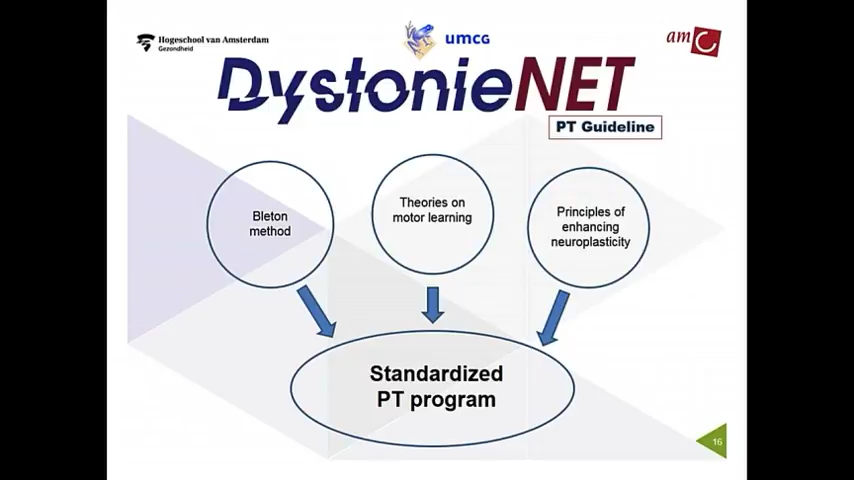 Hogeschool van Amsterdam
Gezondheid
umcg
amc
DystonieNET
PT Guideline
Bleton
method
Theories on
motor learning
Principles of
enhancing
neuroplasticity
Standardized
PT program
16